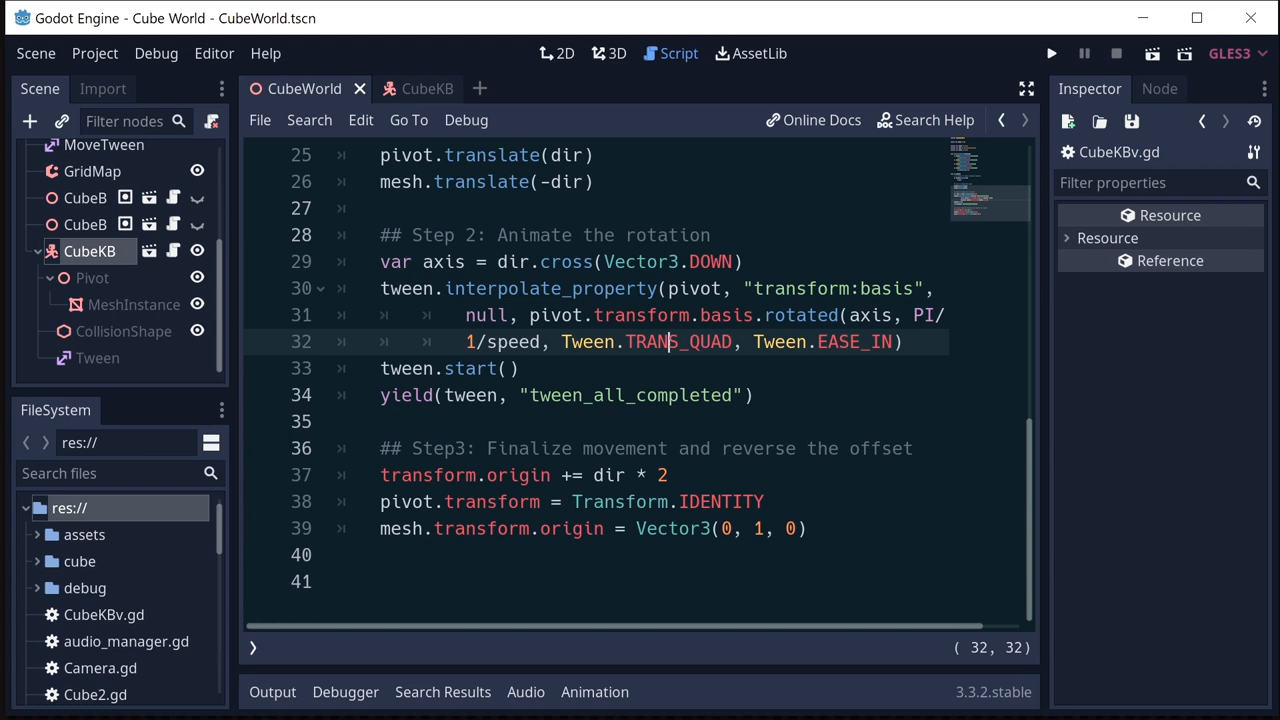 Godot Engine - Cube World - CubeWorld.tscn
Scene Project Debug Editor Help 2D 3D Script AssetLib GLES3
Scene Import
Filter nodes
MoveTween
GridMap
CubeB
CubeB
CubeKB
Pivot
MeshInstance
CollisionShape
Tween
FileSystem
res://
Search files
res://
assets
cube
debug
CubeKBv.gd
audio_manager.gd
Camera.gd
Cube2.gd
CubeWorld CubeKB
File Search Edit Go To Debug Online Docs Search Help
25 pivot.translate(dir)
26 mesh.translate(-dir)
27
28 ## Step 2: Animate the rotation
29 var axis = dir.cross(Vector3.DOWN)
30 tween.interpolate_property(pivot, "transform:basis",
31 null, pivot.transform.basis.rotated(axis, PI/
32 1/speed, Tween.TRANS_QUAD, Tween.EASE_IN)
33 tween.start()
34 yield(tween, "tween_all_completed")
35
36 ## Step3: Finalize movement and reverse the offset
37 transform.origin += dir * 2
38 pivot.transform = Transform.IDENTITY
39 mesh.transform.origin = Vector3(0, 1, 0)
40
41
( 32, 32)
Output Debugger Search Results Audio Animation 3.3.2.stable
Inspector Node
CubeKBv.gd
Filter properties
Resource
Resource
Reference